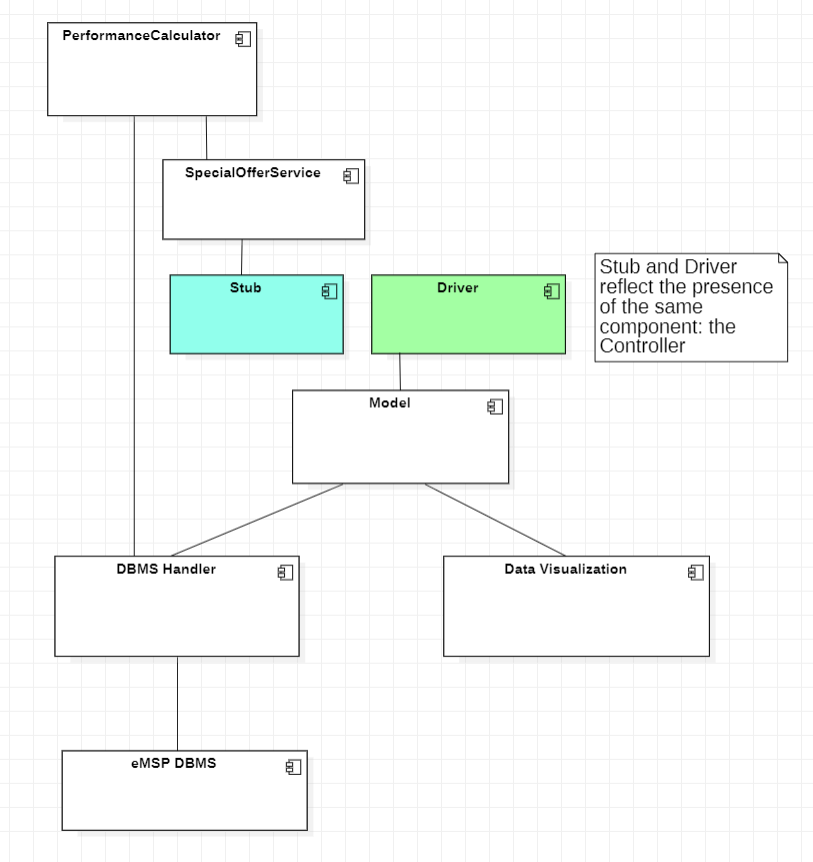 PerformanceCalculator
SpecialOfferService
Stub
Driver
Stub and Driver
reflect the presence
of the same
component: the
Controller
Model
DBMS Handler
Data Visualization
eMSP DBMS